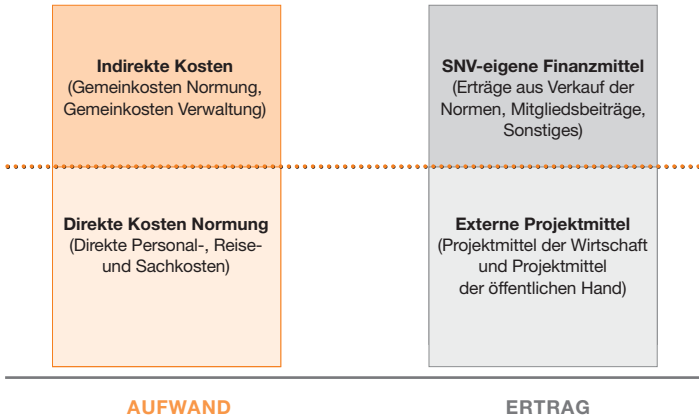 Indirekte Kosten
(Gemeinkosten Normung,
Gemeinkosten Verwaltung)
SNV-eigene Finanzmittel
(Erträge aus Verkauf der
Normen, Mitgliedsbeiträge,
Sonstiges)
Direkte Kosten Normung
(Direkte Personal-, Reise-
und Sachkosten)
Externe Projektmittel
(Projektmittel der Wirtschaft
und Projektmittel
der öffentlichen Hand)
AUFWAND
ERTRAG